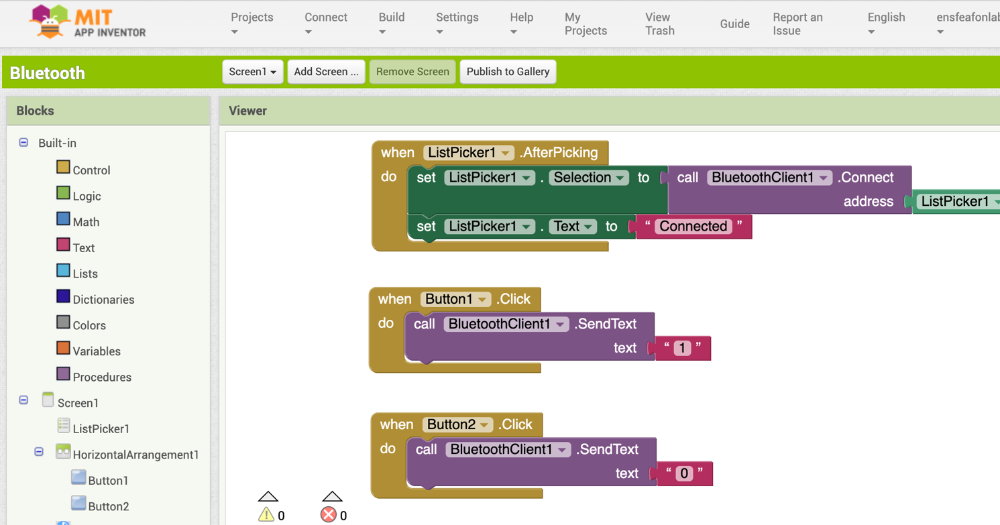 MIT
APP INVENTOR
Projects
Connect
Build
Settings
Help
My
Projects
View
Trash
Guide
Report an
Issue
English
ensfeafonlab
Bluetooth
Screen1
Add Screen ...
Remove Screen
Publish to Gallery
Blocks
Viewer
Built-in
Control
Logic
Math
Text
Lists
Dictionaries
Colors
Variables
Procedures
Screen1
ListPicker1
HorizontalArrangement1
Button1
Button2
when ListPicker1 .AfterPicking
do set ListPicker1 . Selection to call BluetoothClient1 .Connect
address ListPicker1
set ListPicker1 . Text to “ Connected ”
when Button1 .Click
do call BluetoothClient1 .SendText
text “ 1 ”
when Button2 .Click
do call BluetoothClient1 .SendText
text “ 0 ”
0 0